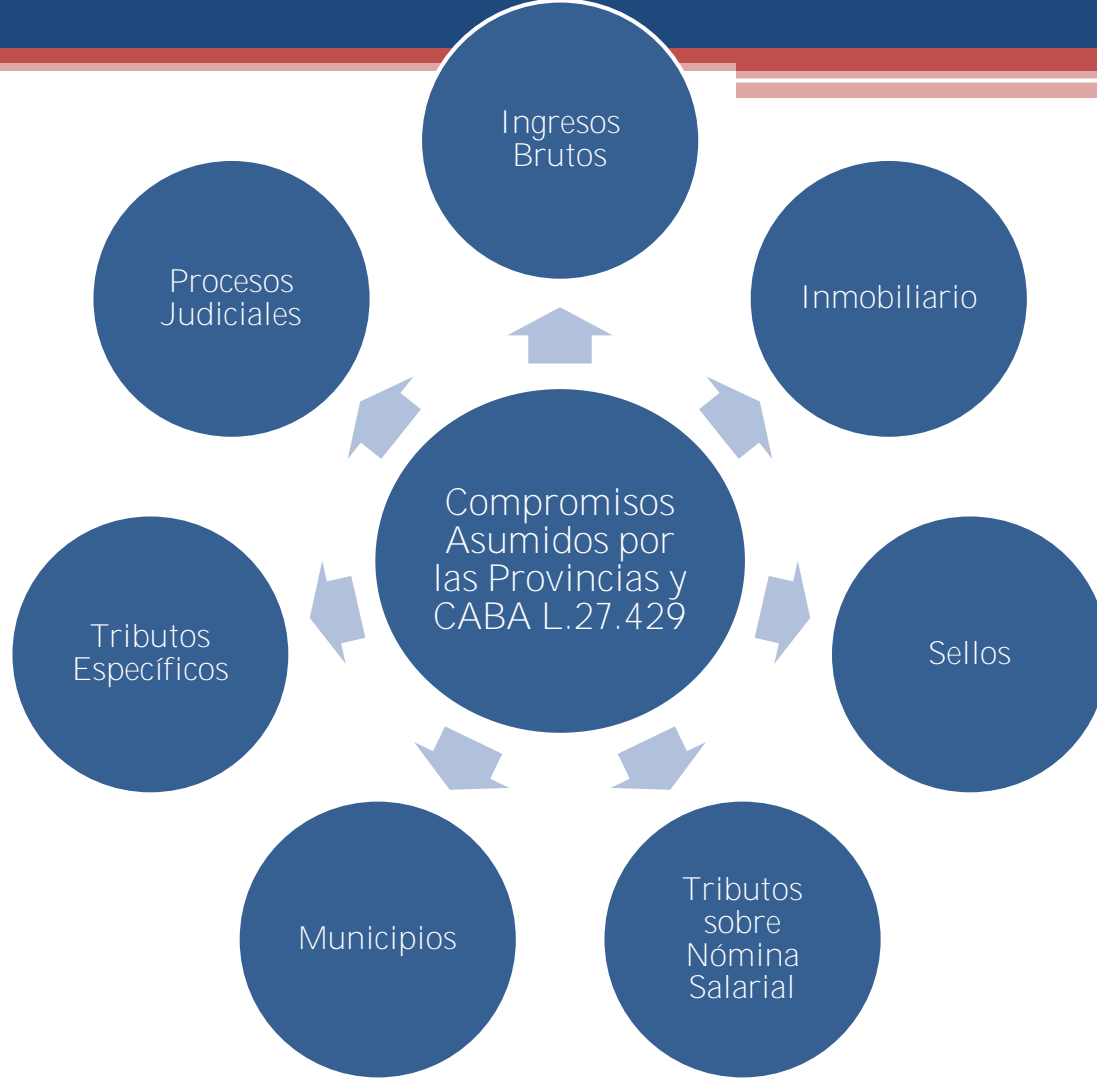 Ingresos
Brutos
Inmobiliario
Sellos
Tributos
sobre
Nómina
Salarial
Municipios
Tributos
Específicos
Procesos
Judiciales
Compromisos
Asumidos por
las Provincias y
CABA L.27.429